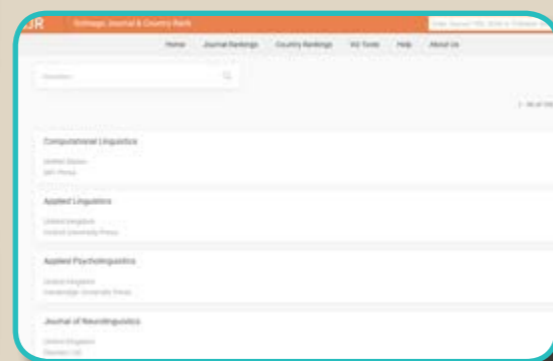 JR Scimago Journal & Country Rank
Home Journal Rankings Country Rankings Viz Tools Help About Us
Computational Linguistics
United States
MIT Press
Applied Linguistics
United Kingdom
Oxford University Press
Applied Psycholinguistics
United Kingdom
Cambridge University Press
Journal of Neurolinguistics
United Kingdom